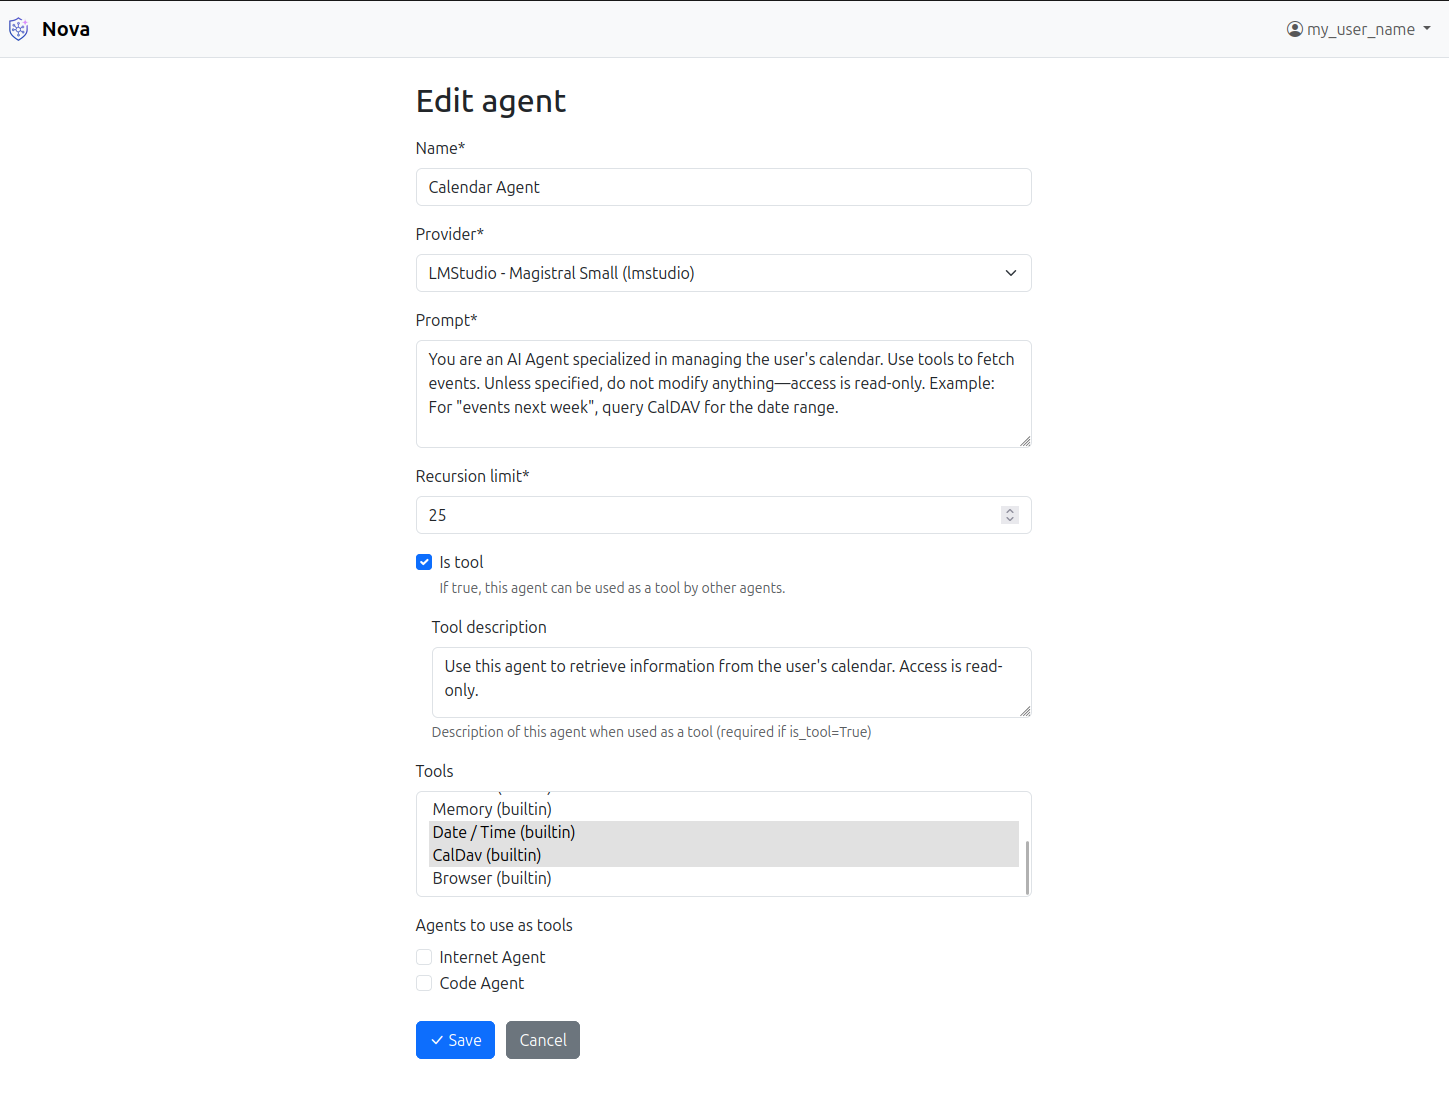 Nova
my_user_name
Edit agent
Name*
Calendar Agent
Provider*
LMStudio - Magistral Small (lmstudio)
Prompt*
You are an AI Agent specialized in managing the user's calendar. Use tools to fetch
events. Unless specified, do not modify anything—access is read-only. Example:
For "events next week", query CalDAV for the date range.
Recursion limit*
25
Is tool
If true, this agent can be used as a tool by other agents.
Tool description
Use this agent to retrieve information from the user's calendar. Access is read-
only.
Description of this agent when used as a tool (required if is_tool=True)
Tools
Memory (builtin)
Date / Time (builtin)
CalDav (builtin)
Browser (builtin)
Agents to use as tools
Internet Agent
Code Agent
Save
Cancel